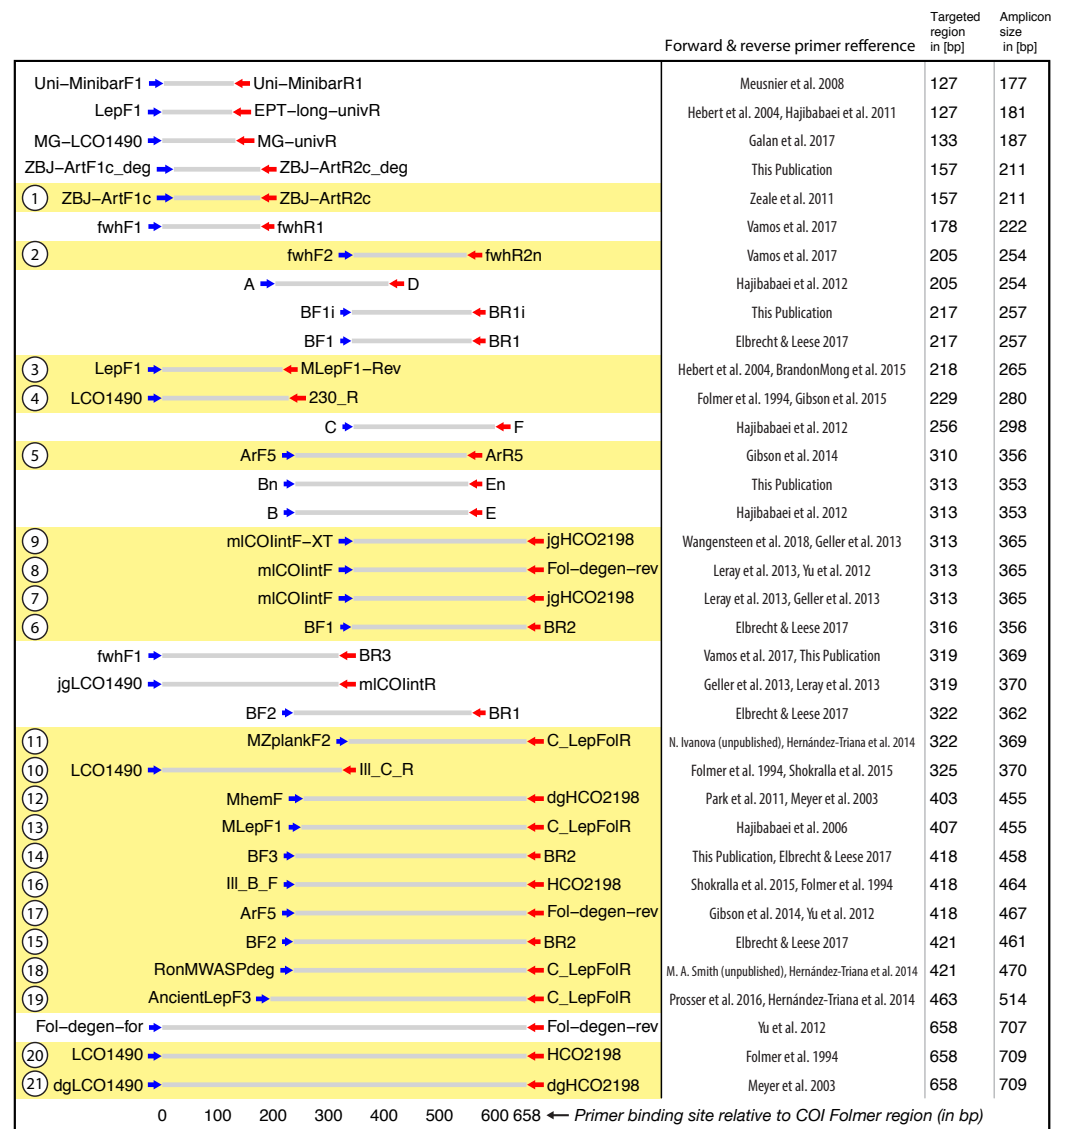 Targeted Amplicon
region size
Forward & reverse primer refference in [bp] in [bp]
Uni–MinibarF1 Uni–MinibarR1 Meusnier et al. 2008 127 177
LepF1 EPT–long–univR Hebert et al. 2004, Hajibabaei et al. 2011 127 181
MG–LCO1490 MG–univR Galan et al. 2017 133 187
ZBJ–ArtF1c_deg ZBJ–ArtR2c_deg This Publication 157 211
1 ZBJ–ArtF1c ZBJ–ArtR2c Zeale et al. 2011 157 211
fwhF1 fwhR1 Vamos et al. 2017 178 222
2 fwhF2 fwhR2n Vamos et al. 2017 205 254
A D Hajibabaei et al. 2012 205 254
BF1i BR1i This Publication 217 257
BF1 BR1 Elbrecht & Leese 2017 217 257
3 LepF1 MLepF1–Rev Hebert et al. 2004, BrandonMong et al. 2015 218 265
4 LCO1490 230_R Folmer et al. 1994, Gibson et al. 2015 229 280
C F Hajibabaei et al. 2012 256 298
5 ArF5 ArR5 Gibson et al. 2014 310 356
Bn En This Publication 313 353
B E Hajibabaei et al. 2012 313 353
9 mlCOIintF–XT jgHCO2198 Wangensteen et al. 2018, Geller et al. 2013 313 365
8 mlCOIintF Fol–degen–rev Leray et al. 2013, Yu et al. 2012 313 365
7 mlCOIintF jgHCO2198 Leray et al. 2013, Geller et al. 2013 313 365
6 BF1 BR2 Elbrecht & Leese 2017 316 356
fwhF1 BR3 Vamos et al. 2017, This Publication 319 369
jgLCO1490 mlCOIintR Geller et al. 2013, Leray et al. 2013 319 370
BF2 BR1 Elbrecht & Leese 2017 322 362
11 MZplankF2 C_LepFolR N. Ivanova (unpublished), Hernández-Triana et al. 2014 322 369
10 LCO1490 Ill_C_R Folmer et al. 1994, Shokralla et al. 2015 325 370
12 MhemF dgHCO2198 Park et al. 2011, Meyer et al. 2003 403 455
13 MLepF1 C_LepFolR Hajibabaei et al. 2006 407 455
14 BF3 BR2 This Publication, Elbrecht & Leese 2017 418 458
16 Ill_B_F HCO2198 Shokralla et al. 2015, Folmer et al. 1994 418 464
17 ArF5 Fol–degen–rev Gibson et al. 2014, Yu et al. 2012 418 467
15 BF2 BR2 Elbrecht & Leese 2017 421 461
18 RonMWASPdeg C_LepFolR M. A. Smith (unpublished), Hernández-Triana et al. 2014 421 470
19 AncientLepF3 C_LepFolR Prosser et al. 2016, Hernández-Triana et al. 2014 463 514
Fol–degen–for Fol–degen–rev Yu et al. 2012 658 707
20 LCO1490 HCO2198 Folmer et al. 1994 658 709
21 dgLCO1490 dgHCO2198 Meyer et al. 2003 658 709
0 100 200 300 400 500 600 658 ← Primer binding site relative to COI Folmer region (in bp)